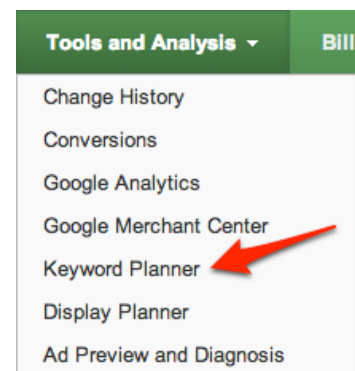 Tools and Analysis Bill
Change History
Conversions
Google Analytics
Google Merchant Center
Keyword Planner
Display Planner
Ad Preview and Diagnosis